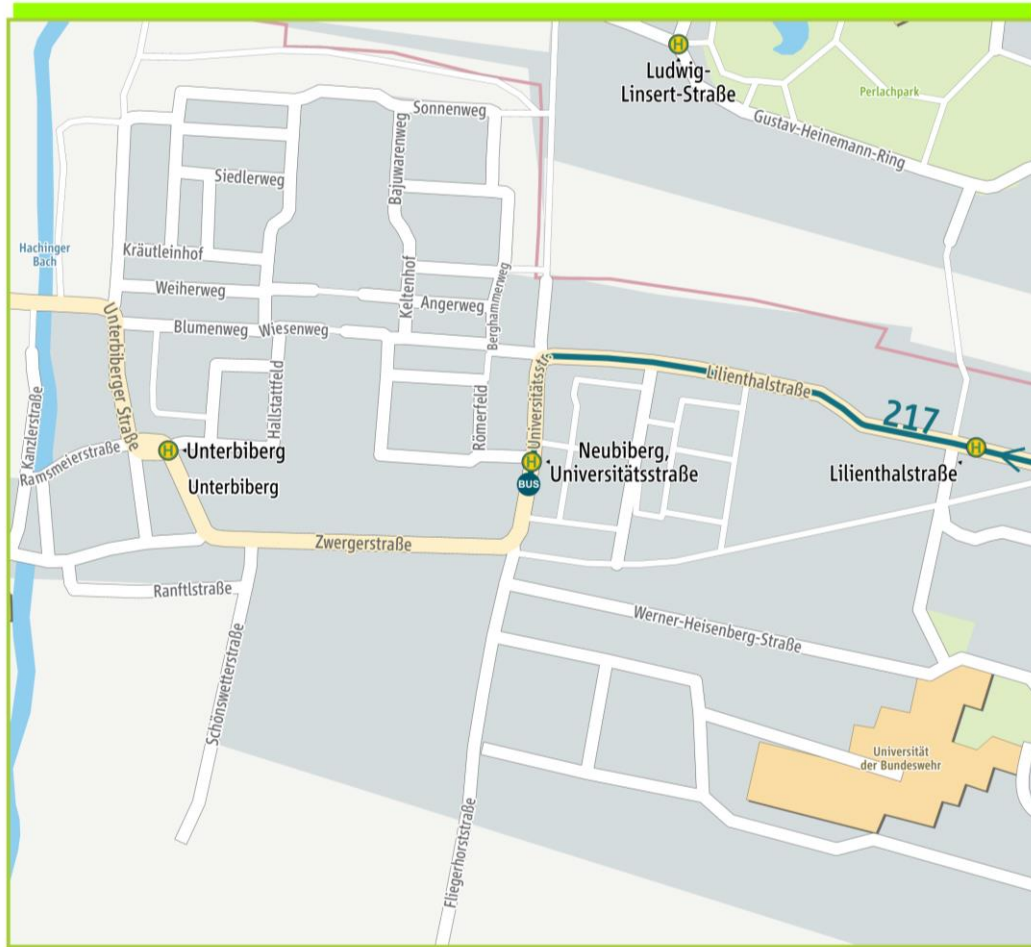 H
Ludwig-
Linsert-Straße
Perlachpark
Gustav-Heinemann-Ring
Sonnenweg
Bajuwarenweg
Siedlerweg
Hachinger
Bach
Kräutleinhof
Weiherweg
Keltenhof
Angerweg
Berghammerweg
Unterbiberger Straße
Blumenweg
Wiesenweg
Hallstattfeld
Römerfeld
Universitätsstr
Lilienthalstraße
217
Kanzlerstraße
Ramsmeierstraße
H
Unterbiberg
Unterbiberg
H
BUS
Neubiberg,
Universitätsstraße
H
Lilienthalstraße
Zwergerstraße
Ranftlstraße
Schönswetterstraße
Werner-Heisenberg-Straße
Fliegerhorststraße
Universität
der Bundeswehr